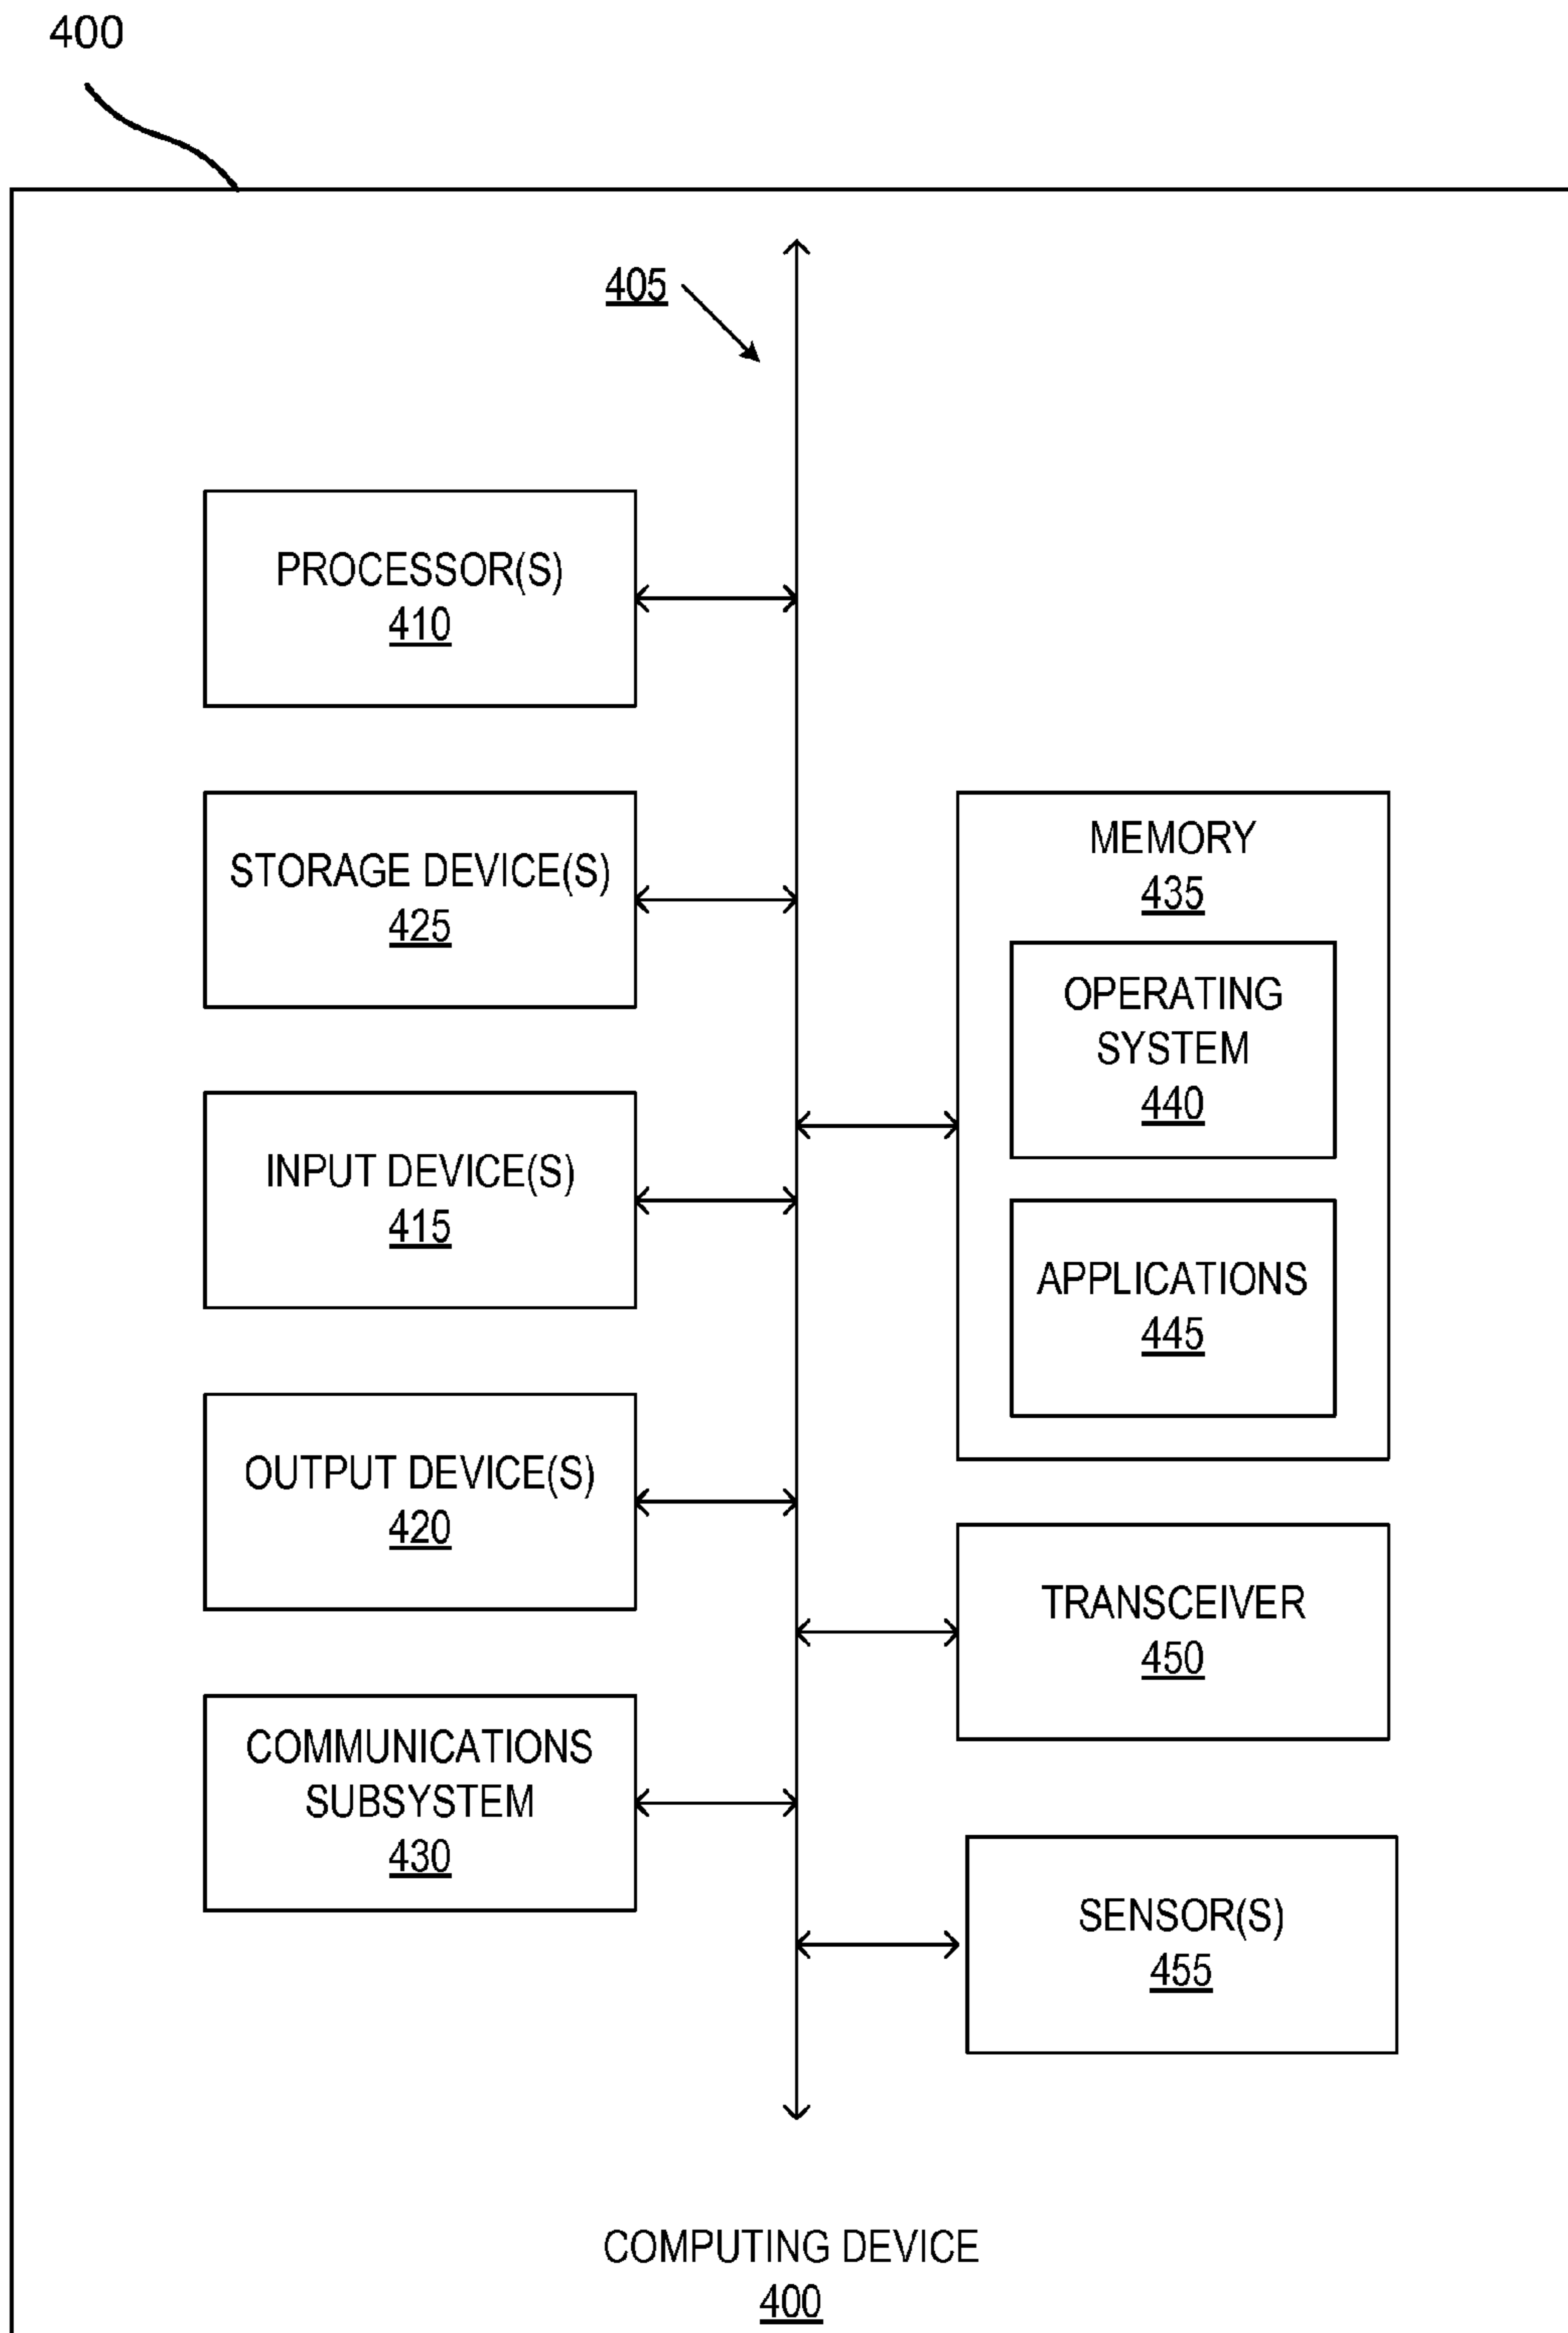 400
405
PROCESSOR(S)
410
STORAGE DEVICE(S)
425
INPUT DEVICE(S)
415
OUTPUT DEVICE(S)
420
COMMUNICATIONS
SUBSYSTEM
430
MEMORY
435
OPERATING
SYSTEM
440
APPLICATIONS
445
TRANSCEIVER
450
SENSOR(S)
455
COMPUTING DEVICE
400